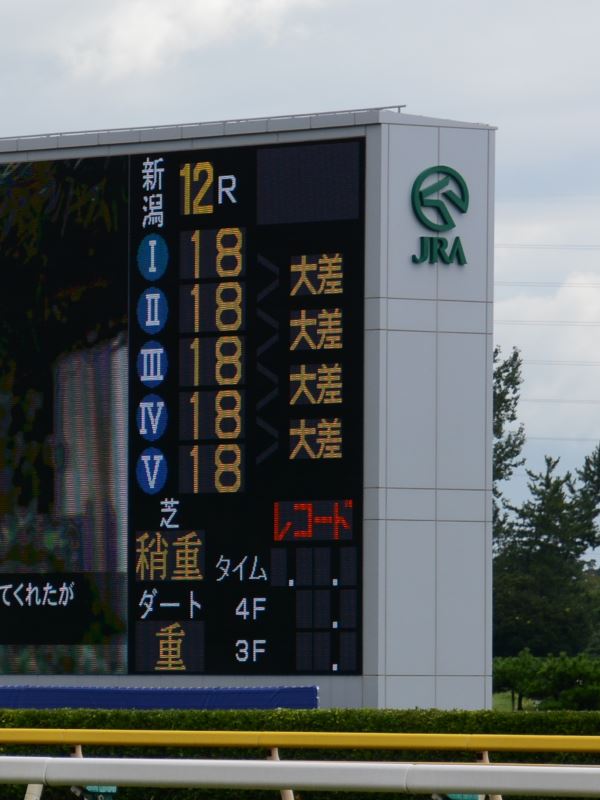 新潟 12R
JRA
I 18
大差
II 18
大差
III 18
大差
IV 18
大差
V 18
芝 レコード
稍重 タイム
てくれたが
ダート 4F
重 3F